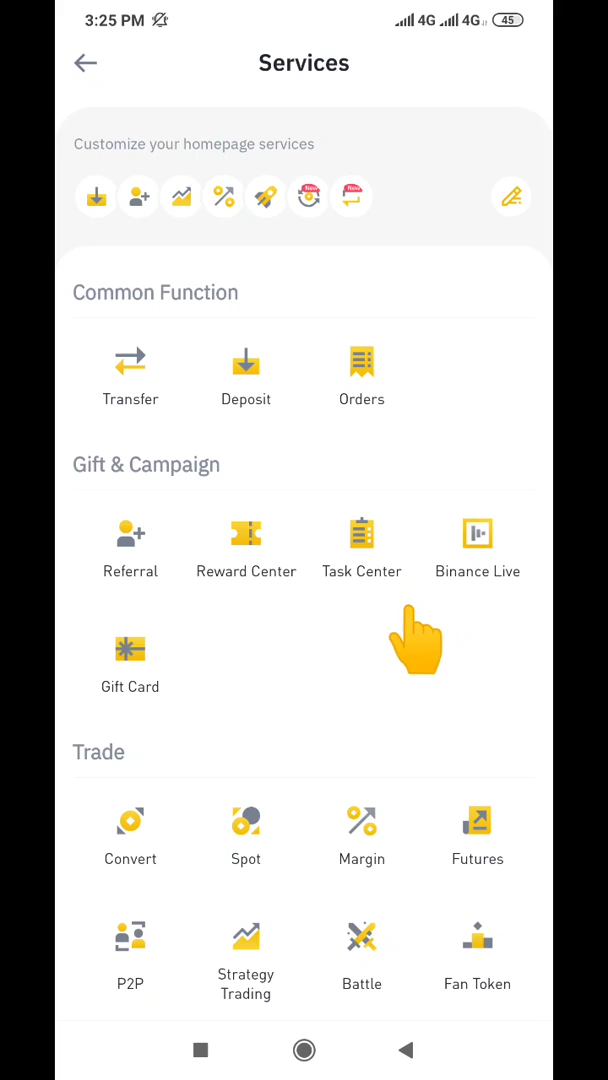 3:25 PM 4G 4G 45
Services
Customize your homepage services
New New
Common Function
Transfer Deposit Orders
Gift & Campaign
Referral Reward Center Task Center Binance Live
Gift Card
Trade
Convert Spot Margin Futures
P2P Strategy Trading Battle Fan Token